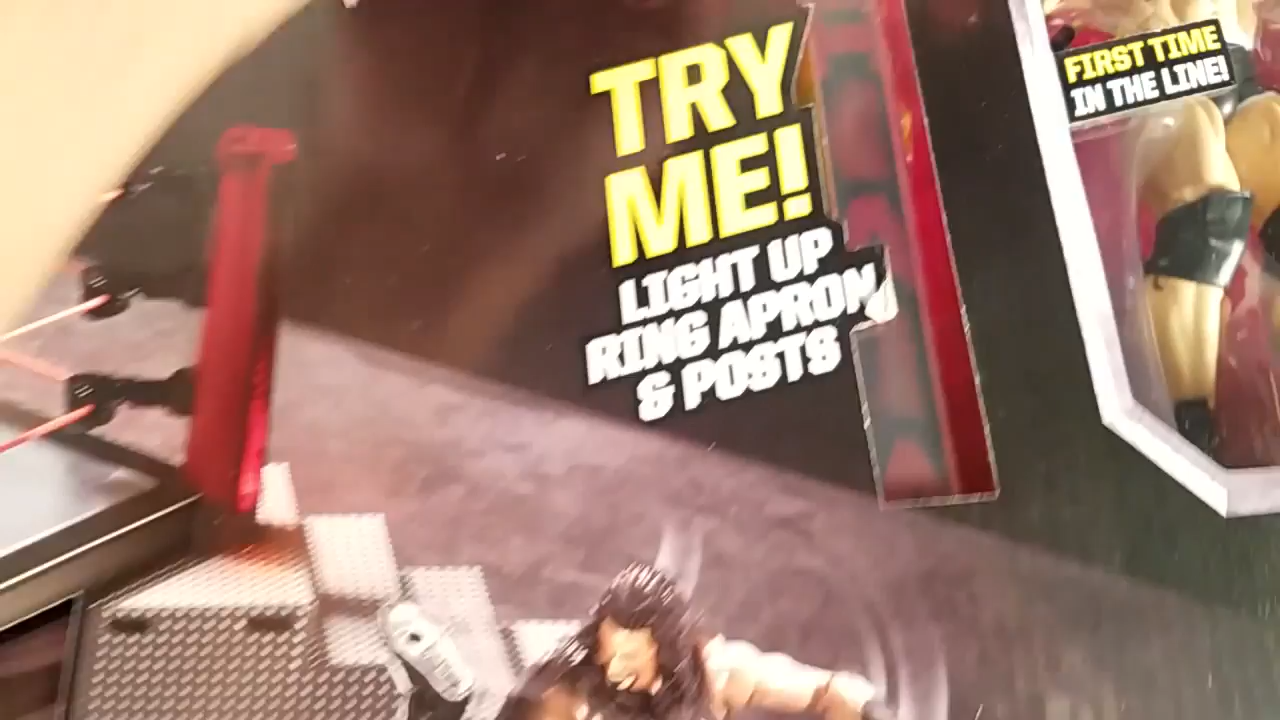 TRY
ME!
LIGHT UP
RING APRON
& POSTS
FIRST TIME
IN THE LINE!